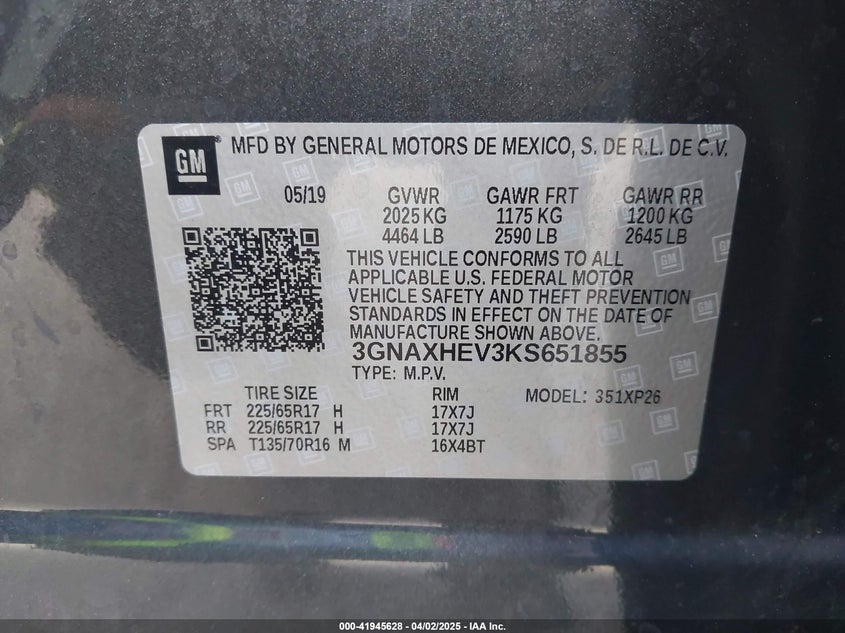 GM MFD BY GENERAL MOTORS DE MEXICO, S. DE R.L. DE C.V.
05/19 GVWR GAWR FRT GAWR RR
2025 KG 1175 KG 1200 KG
4464 LB 2590 LB 2645 LB
THIS VEHICLE CONFORMS TO ALL
APPLICABLE U.S. FEDERAL MOTOR
VEHICLE SAFETY AND THEFT PREVENTION
STANDARDS IN EFFECT ON THE DATE OF
MANUFACTURE SHOWN ABOVE.
3GNAXHEV3KS651855
TYPE: M.P.V.
TIRE SIZE RIM MODEL: 351XP26
FRT 225/65R17 H 17X7J
RR 225/65R17 H 17X7J
SPA T135/70R16 M 16X4BT
000-41945628 - 04/02/2025 - IAA Inc.